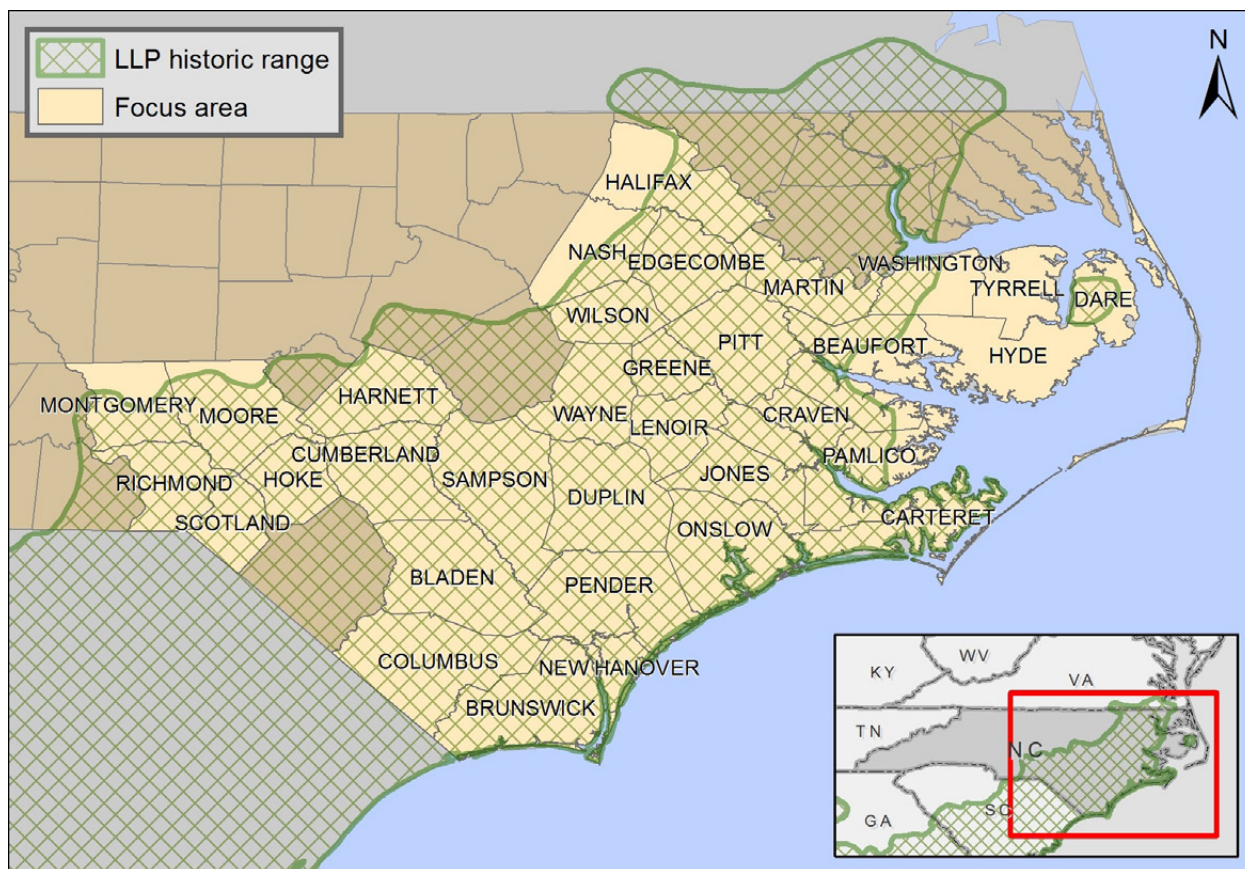 LLP historic range
Focus area
N
HALIFAX
NASH
EDGECOMBE
WASHINGTON
MARTIN
TYRRELL
DARE
WILSON
PITT
BEAUFORT
HYDE
GREENE
MONTGOMERY
MOORE
HARNETT
WAYNE
LENOIR
CRAVEN
CUMBERLAND
PAMLICO
RICHMOND
HOKE
SAMPSON
JONES
DUPLIN
SCOTLAND
ONSLOW
CARTERET
BLADEN
PENDER
COLUMBUS
NEW HANOVER
BRUNSWICK
WV
KY
VA
TN
NC
SC
GA